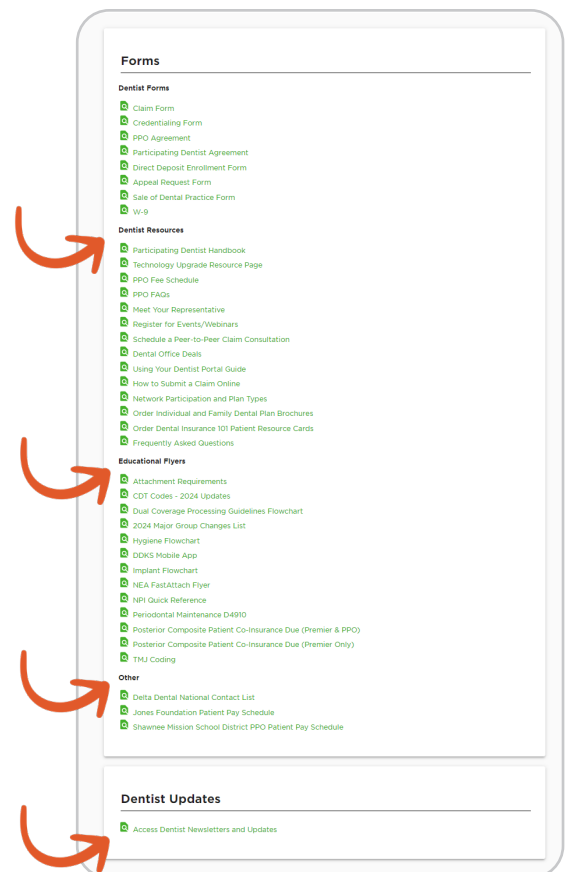 Forms
Dentist Forms
Claim Form
Credentialing Form
PPO Agreement
Participating Dentist Agreement
Direct Deposit Enrollment Form
Appeal Request Form
Sale of Dental Practice Form
W-9
Dentist Resources
Participating Dentist Handbook
Technology Upgrade Resource Page
PPO Fee Schedule
PPO FAQs
Meet Your Representative
Register for Events/Webinars
Schedule a Peer-to-Peer Claim Consultation
Dental Office Deals
Using Your Dentist Portal Guide
How to Submit a Claim Online
Network Participation and Plan Types
Order Individual and Family Dental Plan Brochures
Order Dental Insurance 101 Patient Resource Cards
Frequently Asked Questions
Educational Flyers
Attachment Requirements
CDT Codes - 2024 Updates
Dual Coverage Processing Guidelines Flowchart
2024 Major Group Changes List
Hygiene Flowchart
DDKS Mobile App
Implant Flowchart
NEA FastAttach Flyer
NPI Quick Reference
Periodontal Maintenance D4910
Posterior Composite Patient Co-Insurance Due (Premier & PPO)
Posterior Composite Patient Co-Insurance Due (Premier Only)
TMJ Coding
Other
Delta Dental National Contact List
Jones Foundation Patient Pay Schedule
Shawnee Mission School District PPO Patient Pay Schedule
Dentist Updates
Access Dentist Newsletters and Updates